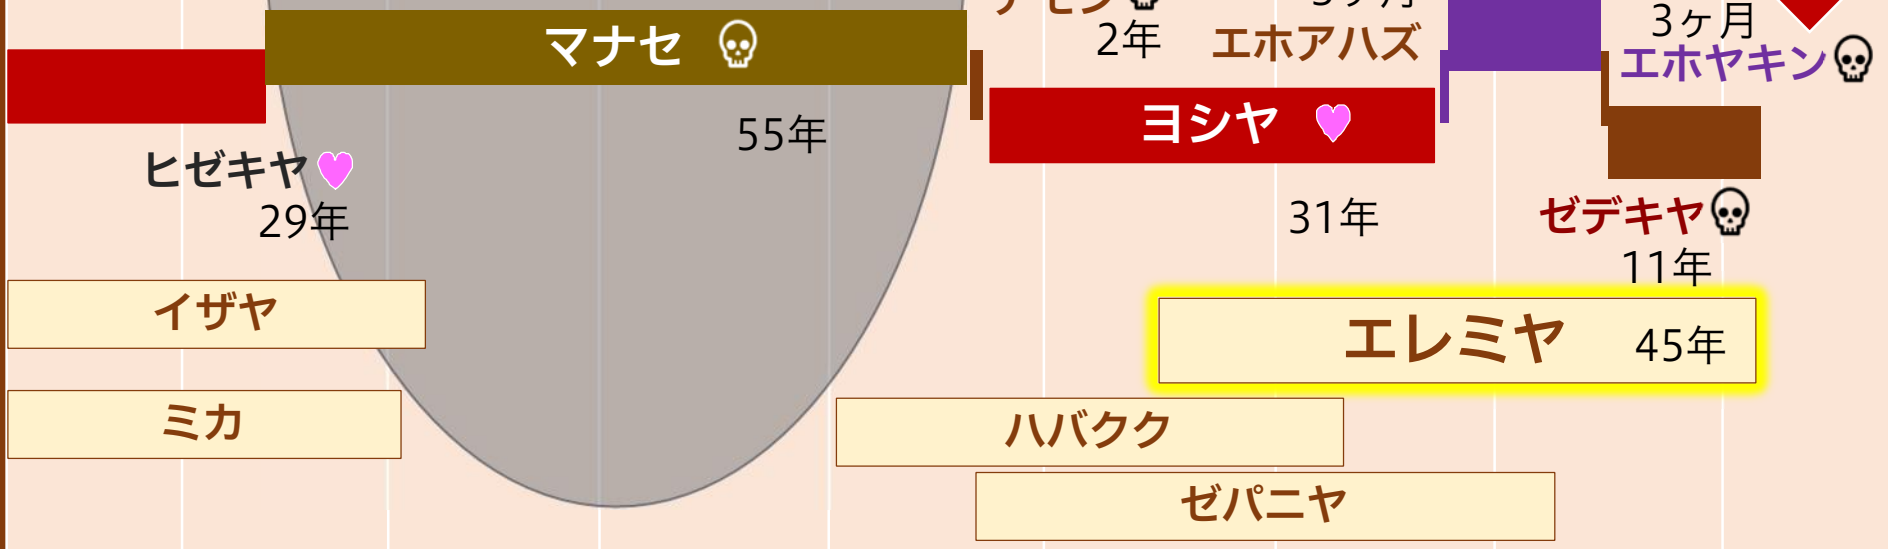 マナセ
2年
エホアハズ
3ヶ月
エホヤキン
ヨシヤ
55年
ヒゼキヤ
29年
31年
ゼデキヤ
11年
イザヤ
エレミヤ 45年
ミカ
ハバクク
ゼパニヤ